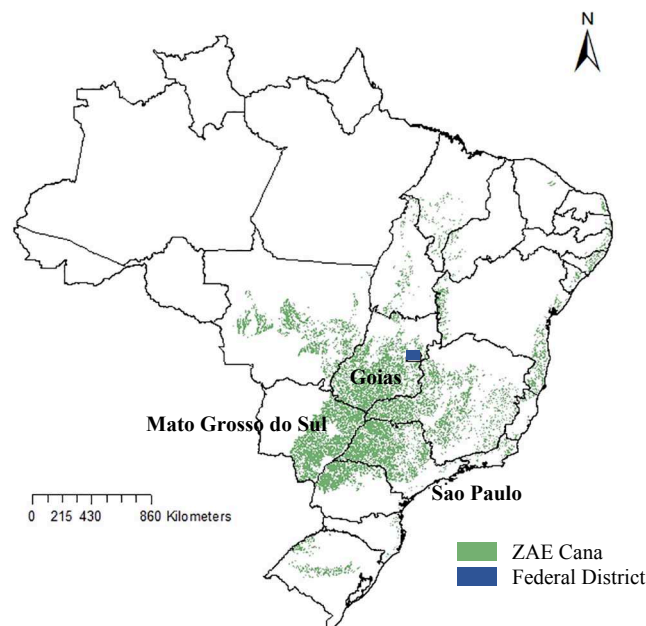 N
Goias
Mato Grosso do Sul
Sao Paulo
0 215 430 860 Kilometers
ZAE Cana
Federal District